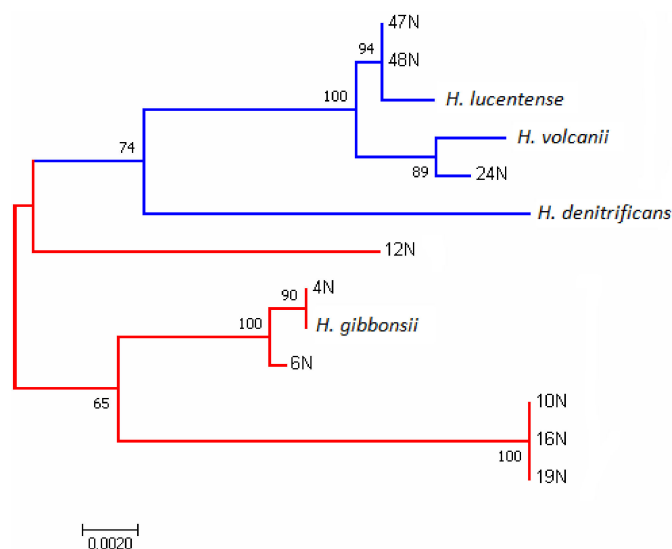 47N
94
48N
H. lucentense
100
H. volcanii
74
89
24N
H. denitrificans
12N
4N
90
H. gibbonsii
100
6N
65
10N
16N
100
19N
0.0020